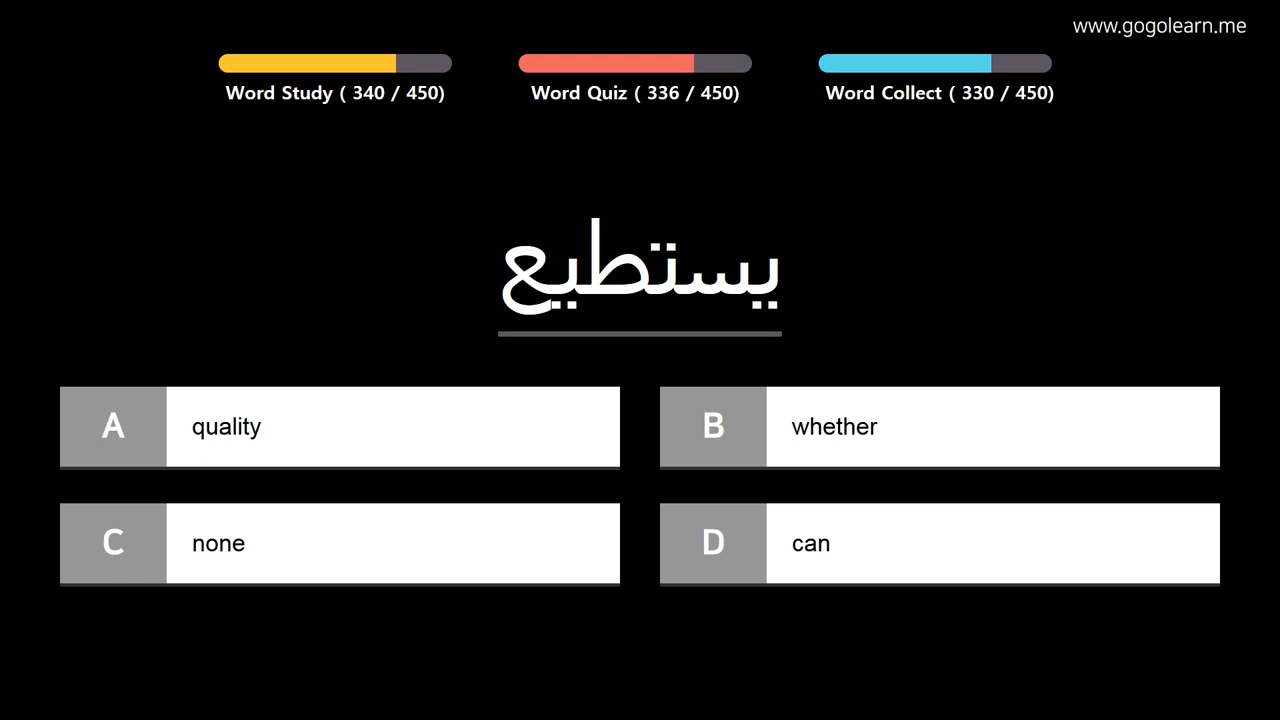 www.gogolearn.me
Word Study ( 340 / 450)
Word Quiz ( 336 / 450)
Word Collect ( 330 / 450)
يستطيع
A quality
B whether
C none
D can